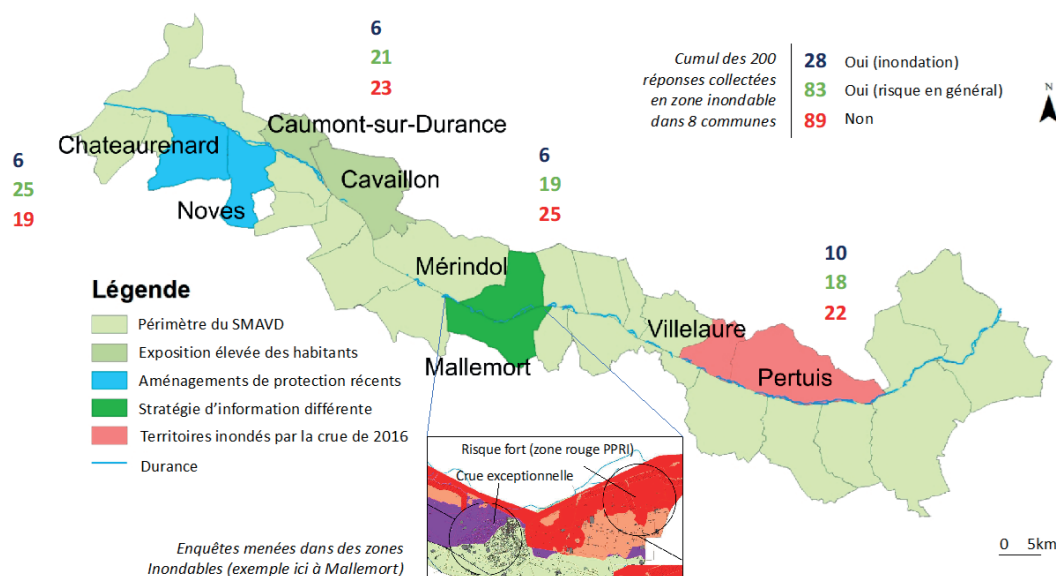 6
21
23
Cumul des 200
réponses collectées
en zone inondable
dans 8 communes
28 Oui (inondation)
83 Oui (risque en général)
89 Non
N
Caumont-sur-Durance
Chateaurenard
Cavaillon
Noves
6
25
19
6
19
25
10
18
22
Mérindol
Mallemort
Villelaure
Pertuis
Légende
Périmètre du SMAVD
Exposition élevée des habitants
Aménagements de protection récents
Stratégie d'information différente
Territoires inondés par la crue de 2016
Durance
Risque fort (zone rouge PPRI)
Crue exceptionnelle
Enquêtes menées dans des zones
Inondables (exemple ici à Mallemort)
0 5km